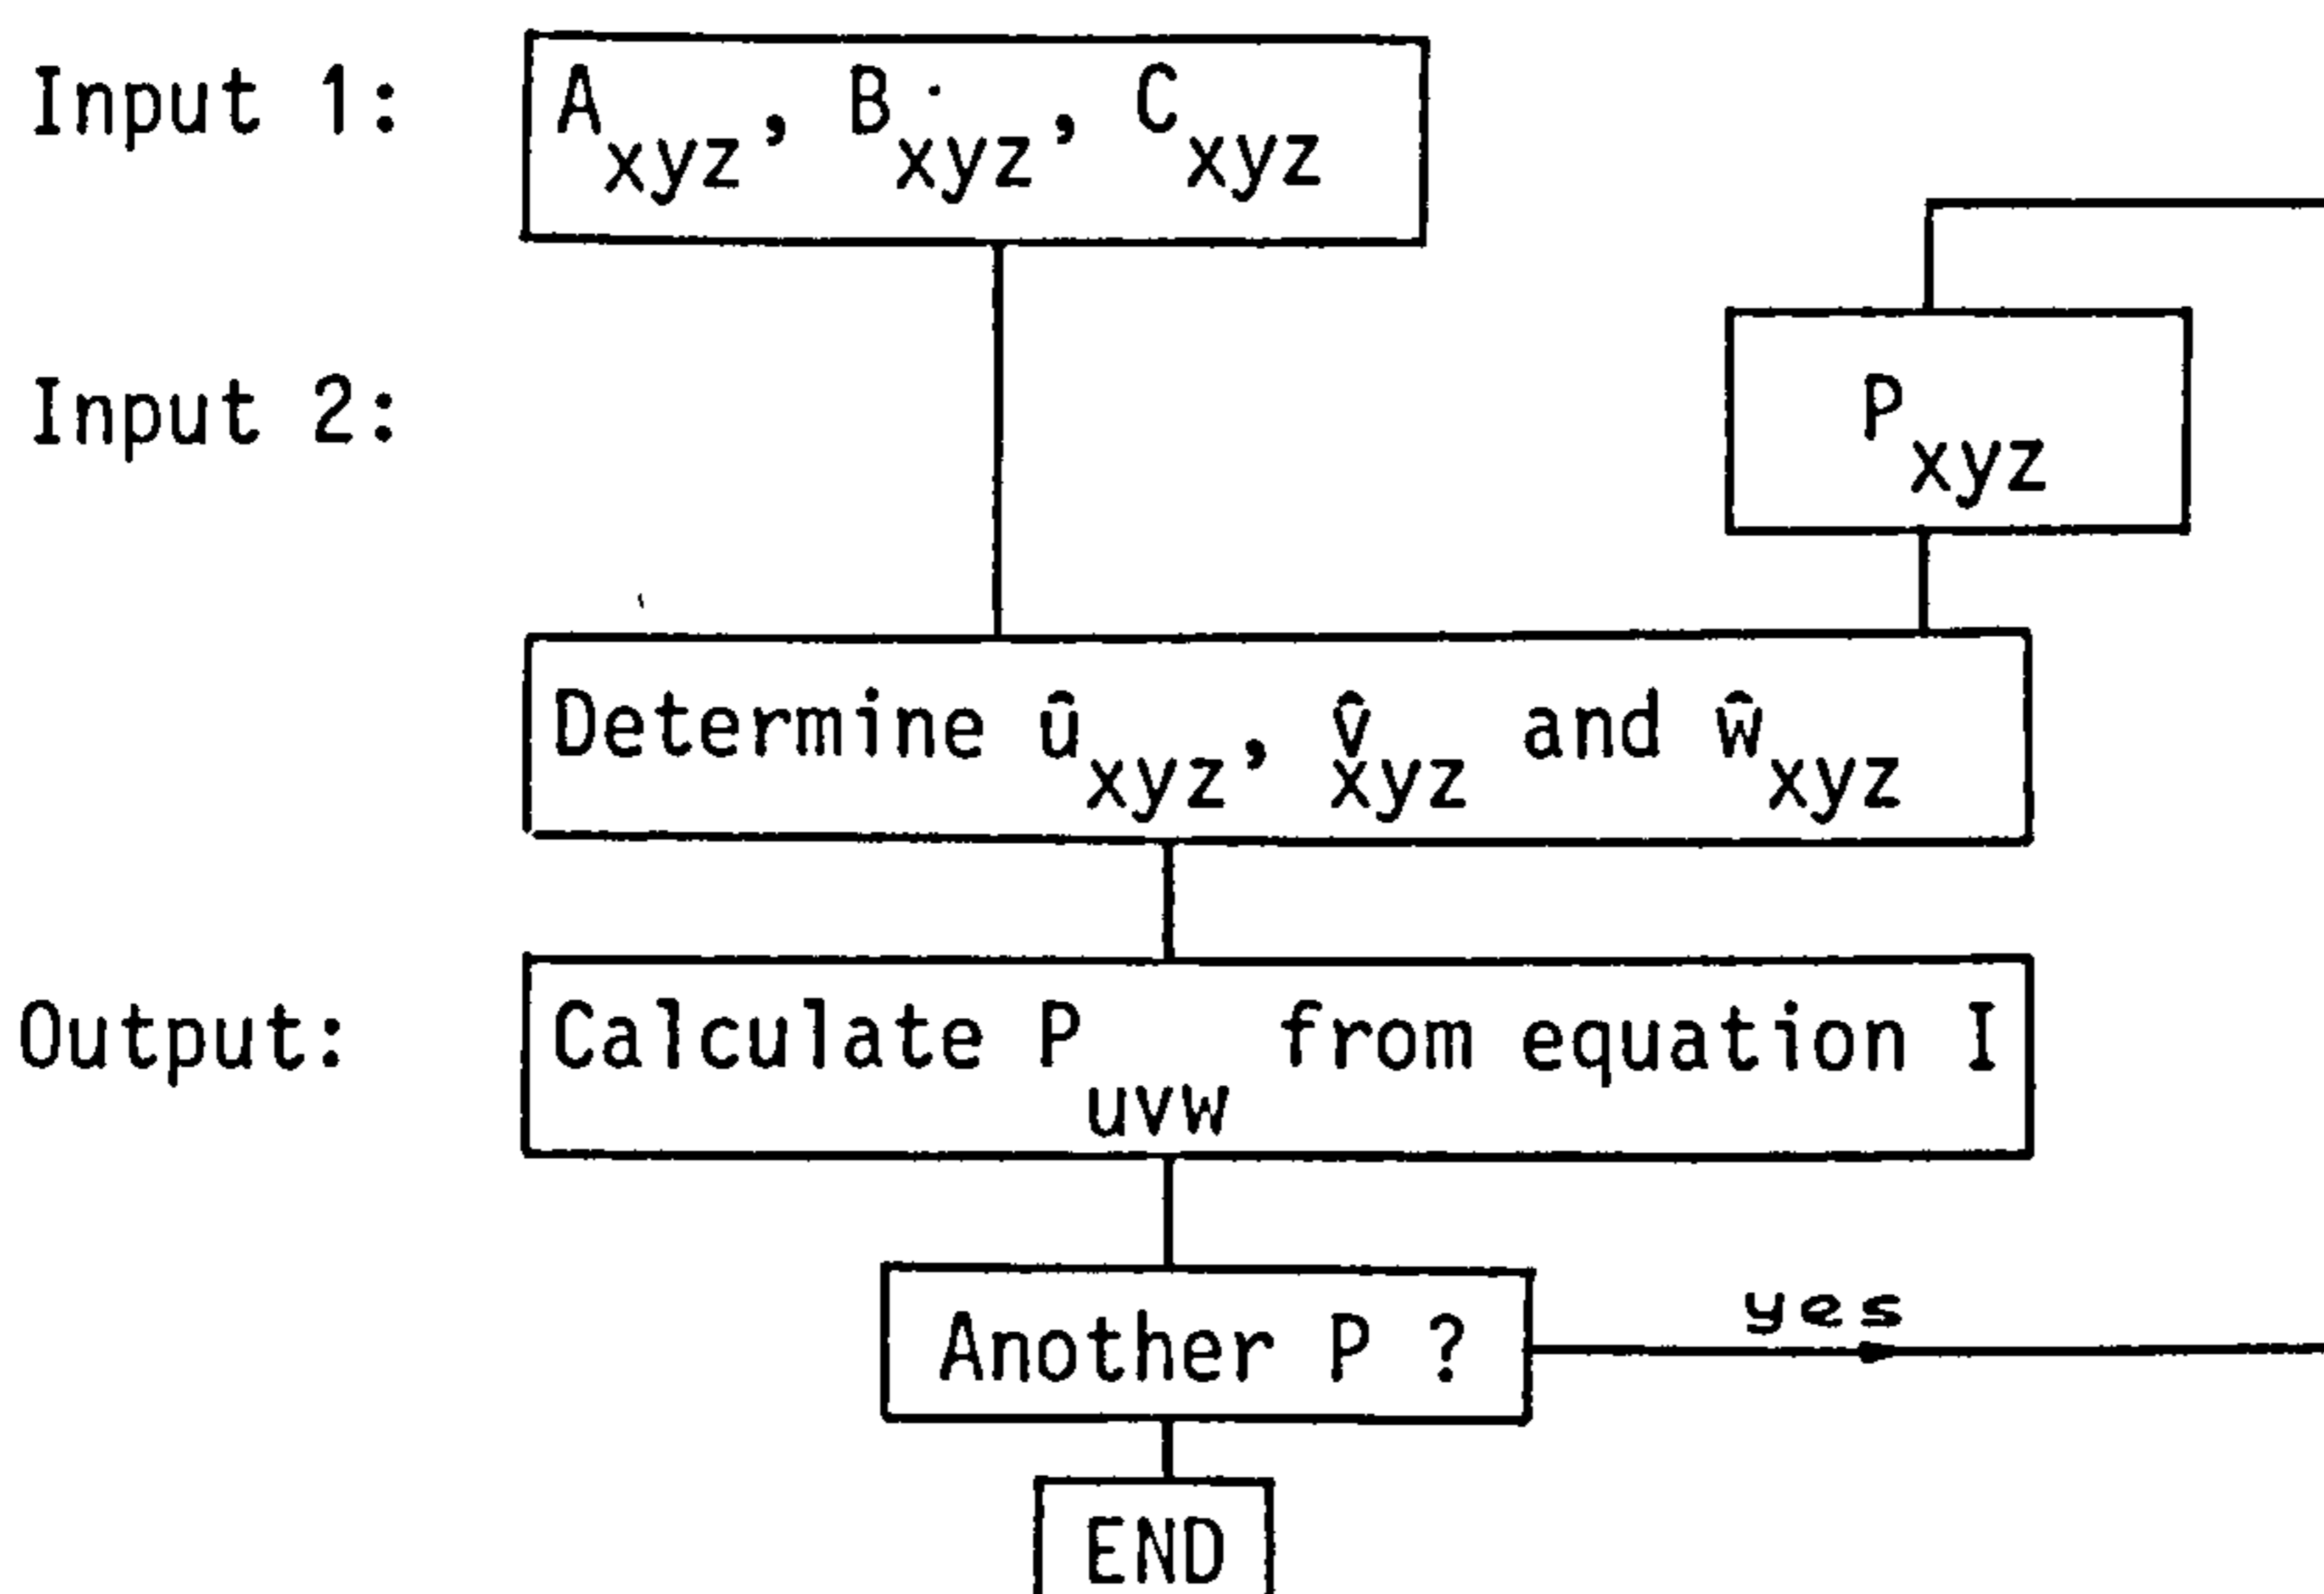 Input 1: A_xyz, B_xyz, C_xyz
Input 2: P_xyz
Determine û_xyz, v̂_xyz and ŵ_xyz
Output: Calculate P_uvw from equation I
Another P ? yes
END